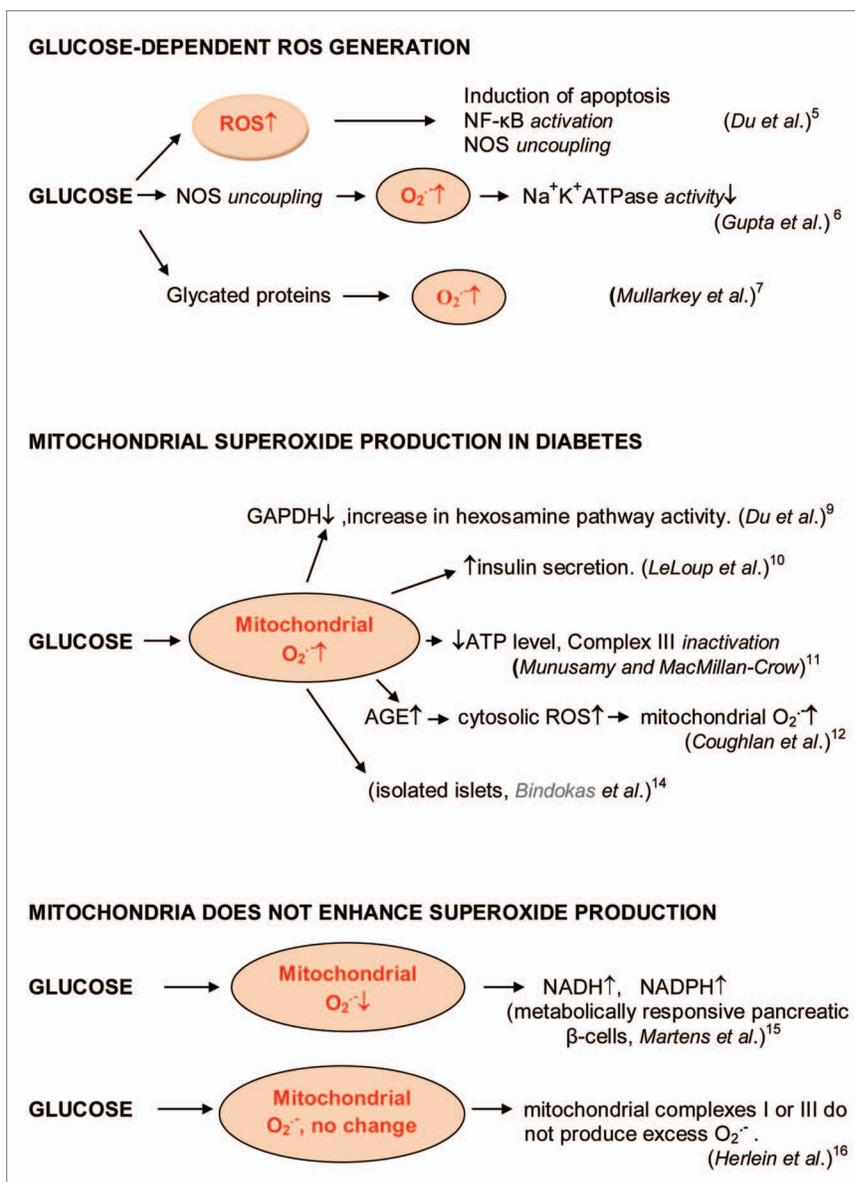 GLUCOSE-DEPENDENT ROS GENERATION
ROS↑
Induction of apoptosis
NF-κB activation (Du et al.)5
NOS uncoupling
GLUCOSE NOS uncoupling O2·-↑ Na+K+ATPase activity↓
(Gupta et al.) 6
Glycated proteins O2·-↑ (Mullarkey et al.)7
MITOCHONDRIAL SUPEROXIDE PRODUCTION IN DIABETES
GAPDH↓ ,increase in hexosamine pathway activity. (Du et al.)9
↑insulin secretion. (LeLoup et al.)10
GLUCOSE Mitochondrial O2·-↑ ↓ATP level, Complex III inactivation
(Munusamy and MacMillan-Crow)11
AGE↑ cytosolic ROS↑ mitochondrial O2·-↑
(Coughlan et al.)12
(isolated islets, Bindokas et al.)14
MITOCHONDRIA DOES NOT ENHANCE SUPEROXIDE PRODUCTION
GLUCOSE Mitochondrial O2·-↓ NADH↑, NADPH↑
(metabolically responsive pancreatic
β-cells, Martens et al.)15
GLUCOSE Mitochondrial O2·-, no change mitochondrial complexes I or III do
not produce excess O2·- .
(Herlein et al.)16